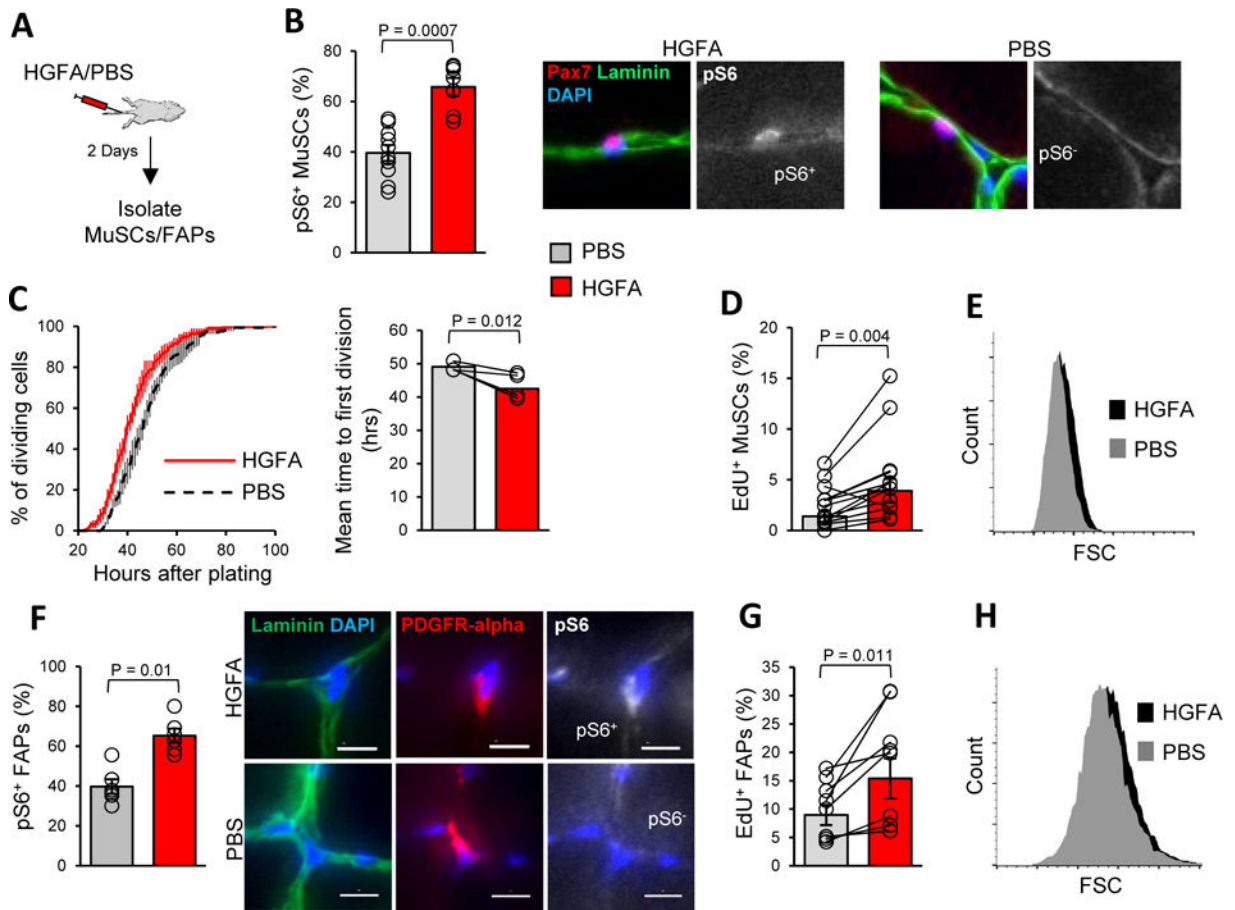 A
HGFA/PBS
2 Days
Isolate
MuSCs/FAPs
B
P = 0.0007
pS6+ MuSCs (%)
80
60
40
20
0
HGFA
Pax7 Laminin
DAPI
pS6
pS6+
PBS
pS6-
PBS
HGFA
C
% of dividing cells
100
80
60
40
20
0
HGFA
PBS
20 40 60 80 100
Hours after plating
P = 0.012
Mean time to first division
(hrs)
60
50
40
30
20
10
0
D
P = 0.004
EdU+ MuSCs (%)
20
15
10
5
0
E
Count
HGFA
PBS
FSC
F
P = 0.01
pS6+ FAPs (%)
100
80
60
40
20
0
HGFA
PBS
Laminin DAPI
PDGFR-alpha
pS6
pS6+
pS6-
G
P = 0.011
EdU+ FAPs (%)
35
30
25
20
15
10
5
0
H
Count
HGFA
PBS
FSC